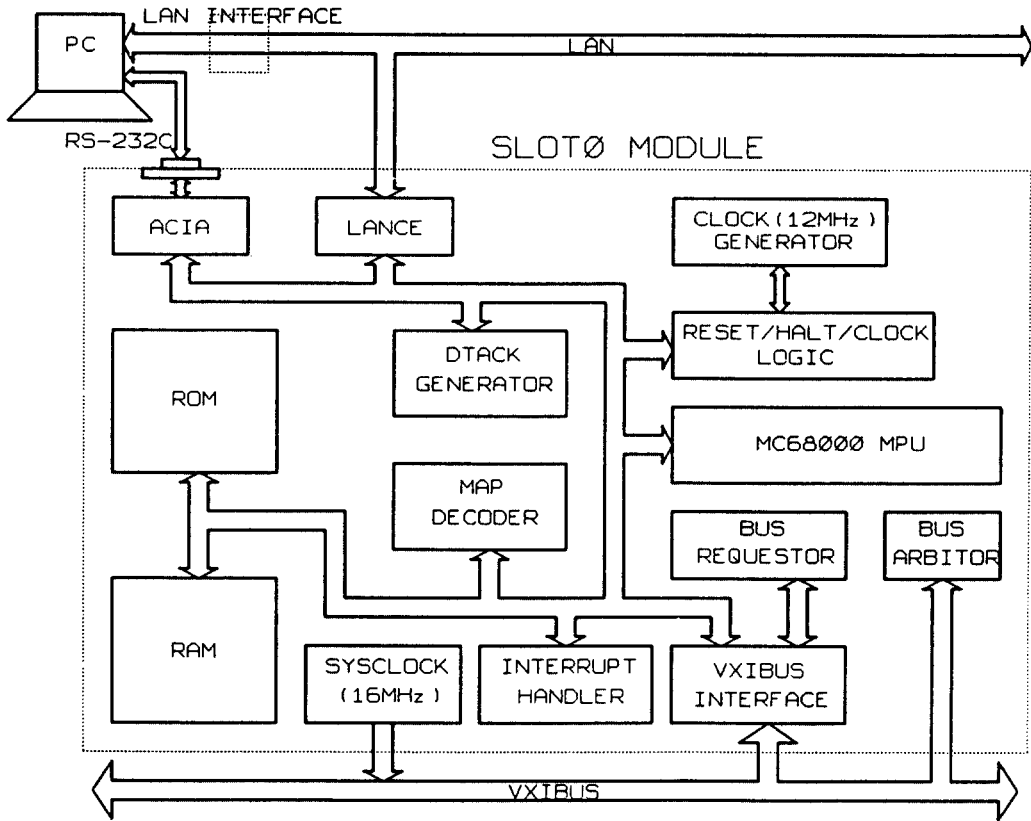 LAN INTERFACE
PC
LAN
RS-232C
SLOTØ MODULE
ACIA
LANCE
CLOCK(12MHz)
GENERATOR
DTACK
GENERATOR
RESET/HALT/CLOCK
LOGIC
ROM
MC68000 MPU
MAP
DECODER
BUS
REQUESTOR
BUS
ARBITOR
RAM
SYSCLOCK
(16MHz)
INTERRUPT
HANDLER
VXIBUS
INTERFACE
VXIBUS